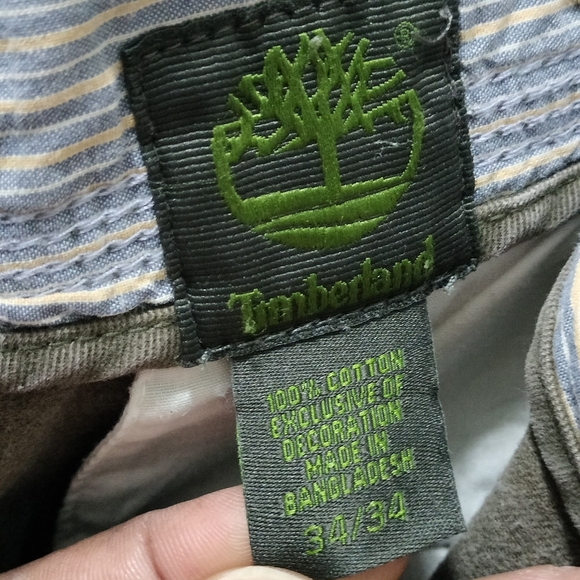 ®
Timberland
100% COTTON
EXCLUSIVE OF
DECORATION
MADE IN
BANGLADESH
34/34